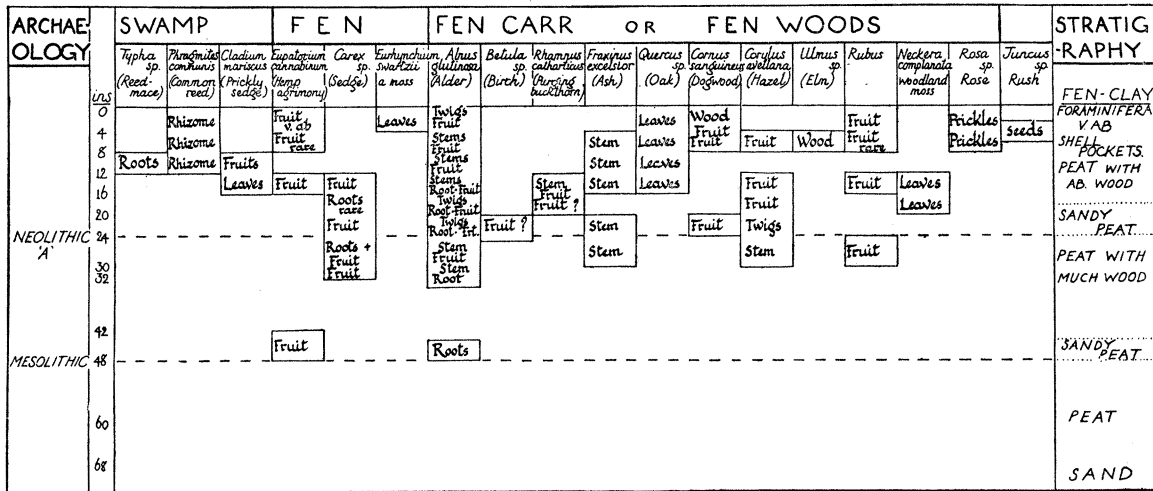 ARCHAE-
OLOGY
SWAMP
FEN
FEN CARR OR FEN WOODS
STRATIG
-RAPHY
Typha
sp.
(Reed-
mace)
Phragmites
communis
(Common
reed)
Cladium
mariscus
(Prickly
sedge)
Eupatorium
cannabinum
(Hemp
agrimony)
Carex
sp.
(Sedge)
Eurhynchium
Swartzii
a moss
Alnus
glutinosa
(Alder)
Betula
sp.
(Birch)
Rhamnus
catharticus
(Purging
buckthorn)
Fraxinus
excelsior
(Ash)
Quercus
sp.
(Oak)
Cornus
sanguineus
(Dogwood)
Corylus
avellana
(Hazel)
Ulmus
sp.
(Elm)
Rubus
Neckera
complanata
woodland
moss
Rosa
sp.
Rose
Juncus
sp.
Rush
ins
0
4
8
12
16
20
24
30
32
42
48
60
68
NEOLITHIC
'A'
MESOLITHIC
Roots
Rhizome
Rhizome
Rhizome
Fruits
Leaves
Fruit
v. ab
Fruit
rare
Fruit
Fruit
Fruit
Roots
rare
Fruit
Roots +
Fruit
Fruit
Leaves
Twigs
Fruit
Stems
Fruit
Stems
Fruit
Stems
Root·Fruit
Twigs
Root·Fruit
Twigs
Root·Frt.
Stem
Fruit
Stem
Root
Roots
Fruit ?
Stem
Fruit
Fruit ?
Stem
Stem
Stem
Stem
Stem
Leaves
Leaves
Leaves
Leaves
Wood
Fruit
Fruit
Fruit
Fruit
Fruit
Fruit
Twigs
Stem
Wood
Fruit
Fruit
rare
Fruit
Fruit
Leaves
Leaves
Prickles
Prickles
seeds
FEN-CLAY
FORAMINIFERA
V AB
SHELL
POCKETS.
PEAT WITH
AB. WOOD
SANDY
PEAT.
PEAT WITH
MUCH WOOD
SANDY
PEAT
PEAT
SAND